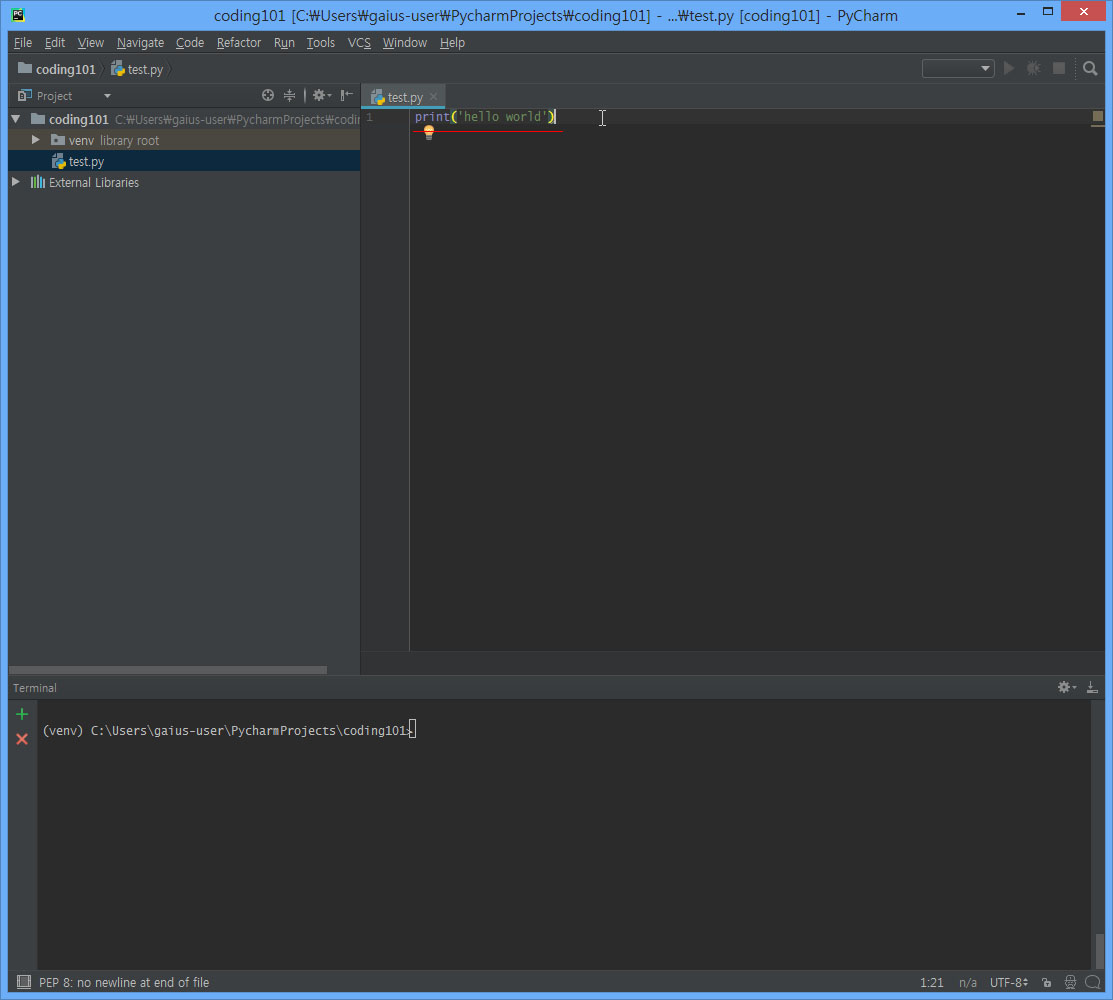 PC
coding101 [C:₩Users₩gaius-user₩PycharmProjects₩coding101] - ...₩test.py [coding101] - PyCharm
File Edit View Navigate Code Refactor Run Tools VCS Window Help
coding101 test.py
Project
test.py
coding101 C:₩Users₩gaius-user₩PycharmProjects₩codin
venv library root
test.py
External Libraries
1 print('hello world')
Terminal
(venv) C:\Users\gaius-user\PycharmProjects\coding101>
PEP 8: no newline at end of file 1:21 n/a UTF-8